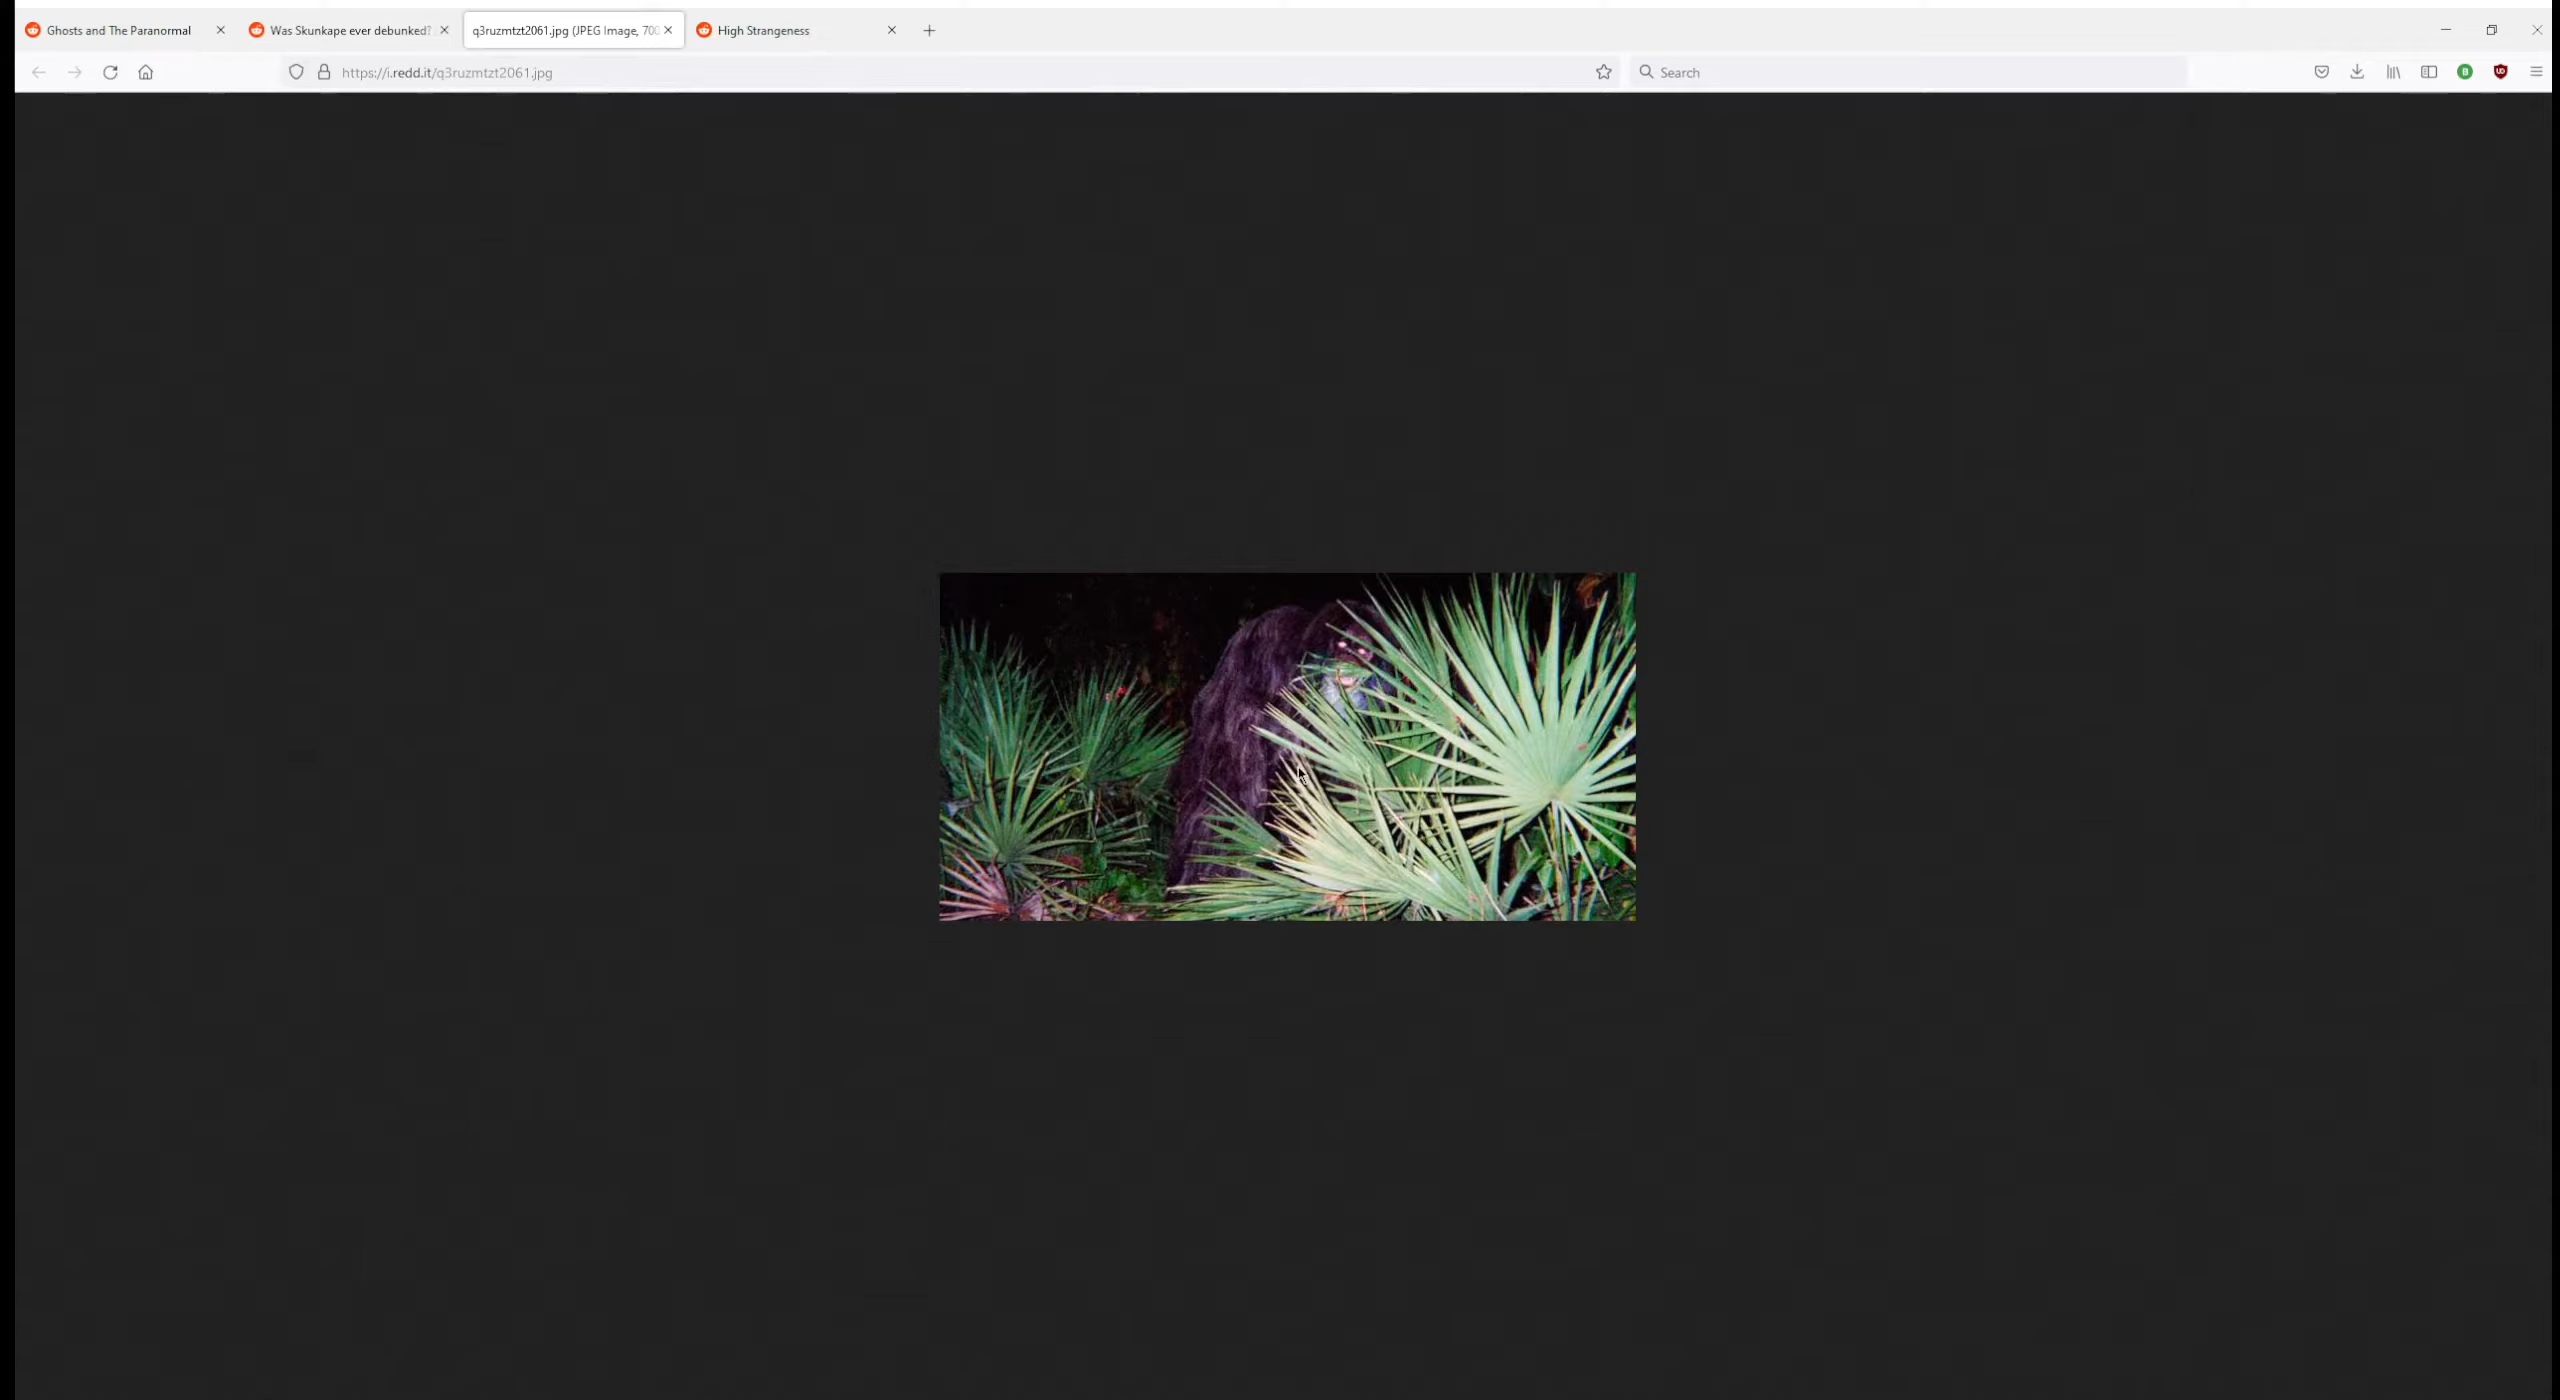 Ghosts and The Paranormal
Was Skunkape ever debunked?
q3ruzmtzt2061.jpg (JPEG Image, 700
High Strangeness
https://i.redd.it/q3ruzmtzt2061.jpg
Search